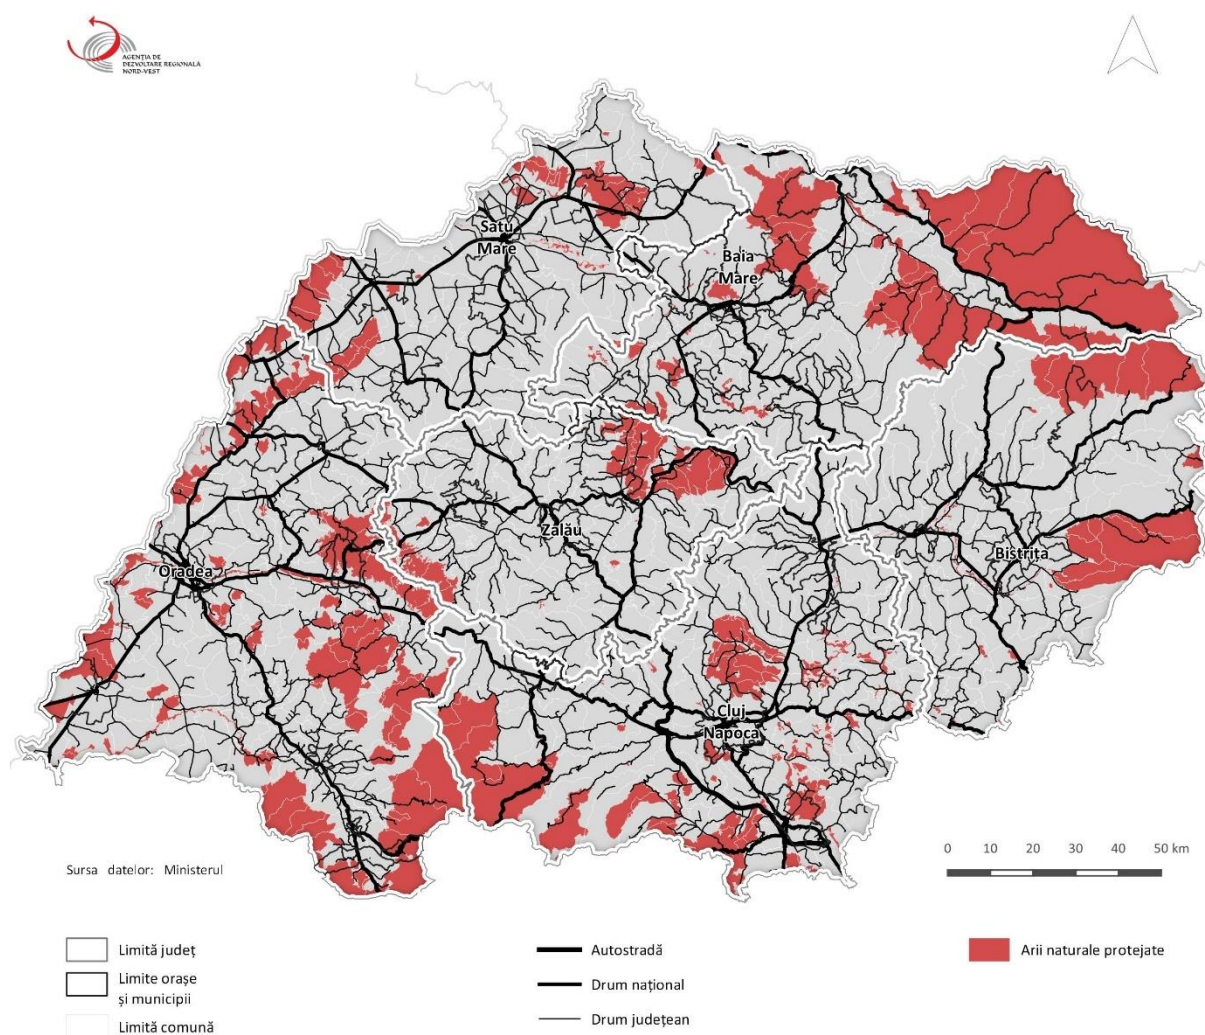 AGENȚIA DE
DEZVOLTARE REGIONALĂ
NORD-VEST
Satu
Mare
Baia
Mare
Zalău
Bistrița
Oradea
Cluj
Napoca
Sursa datelor: Ministerul
0 10 20 30 40 50 km
Limită județ
Limite orașe
și municipii
Limită comună
Autostradă
Drum național
Drum județean
Arii naturale protejate